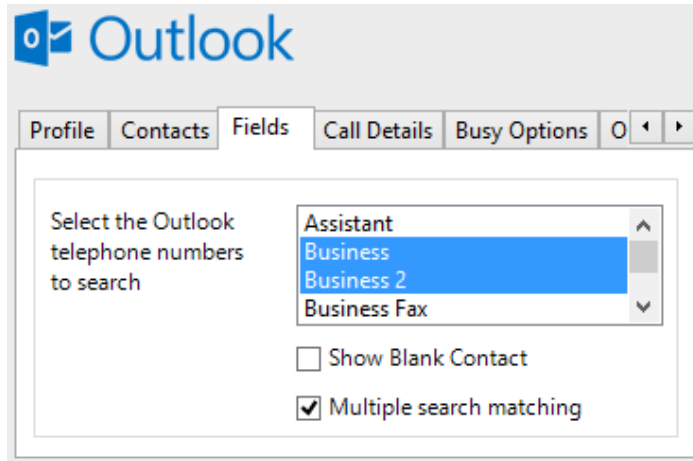 Outlook
Profile Contacts Fields Call Details Busy Options O
Select the Outlook
telephone numbers
to search
Assistant
Business
Business 2
Business Fax
Show Blank Contact
Multiple search matching